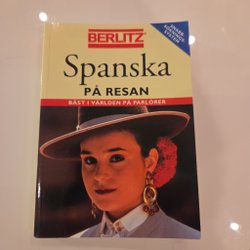 BERLITZ
Spanska
PÅ RESAN
BÄST I VÄRLDEN PÅ PARLÖRER